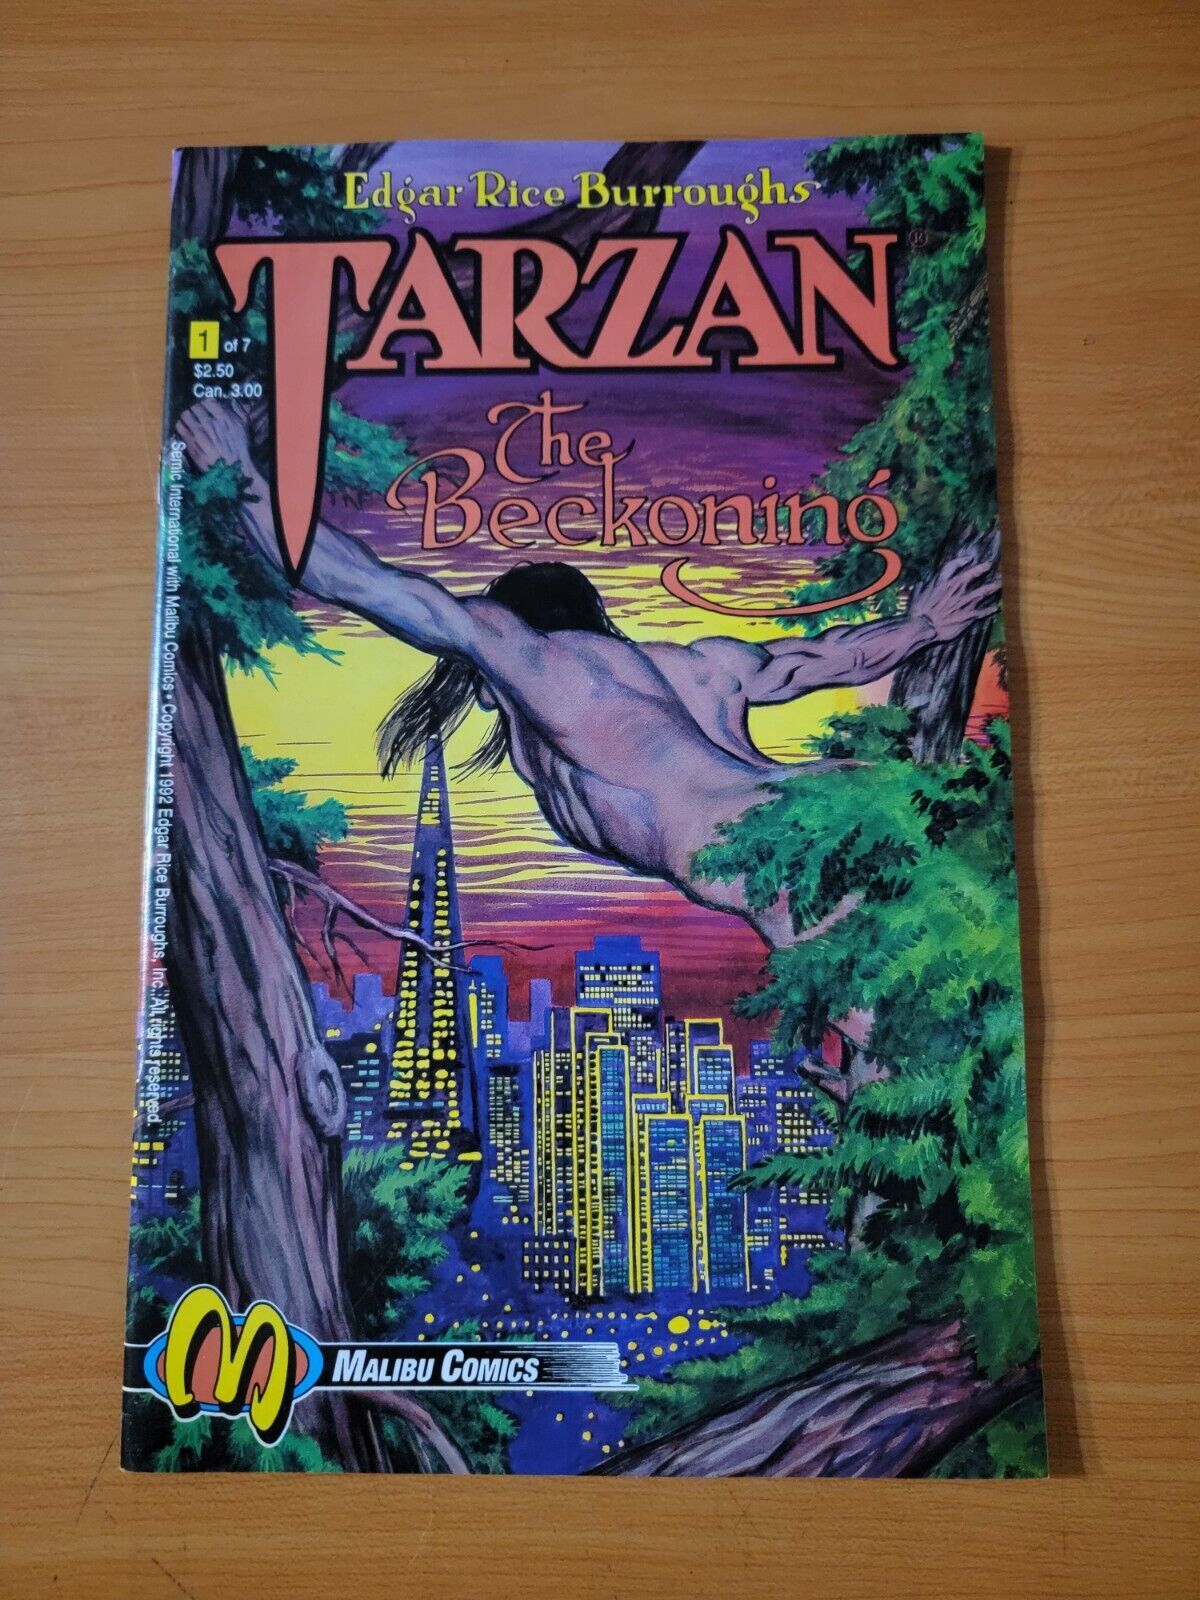 Edgar Rice Burroughs
TARZAN®
1 of 7
$2.50
Can. 3.00
The
Beckoning
Semic International with Malibu Comics • Copyright 1992 Edgar Rice Burroughs, Inc. All rights reserved.
M
MALIBU COMICS